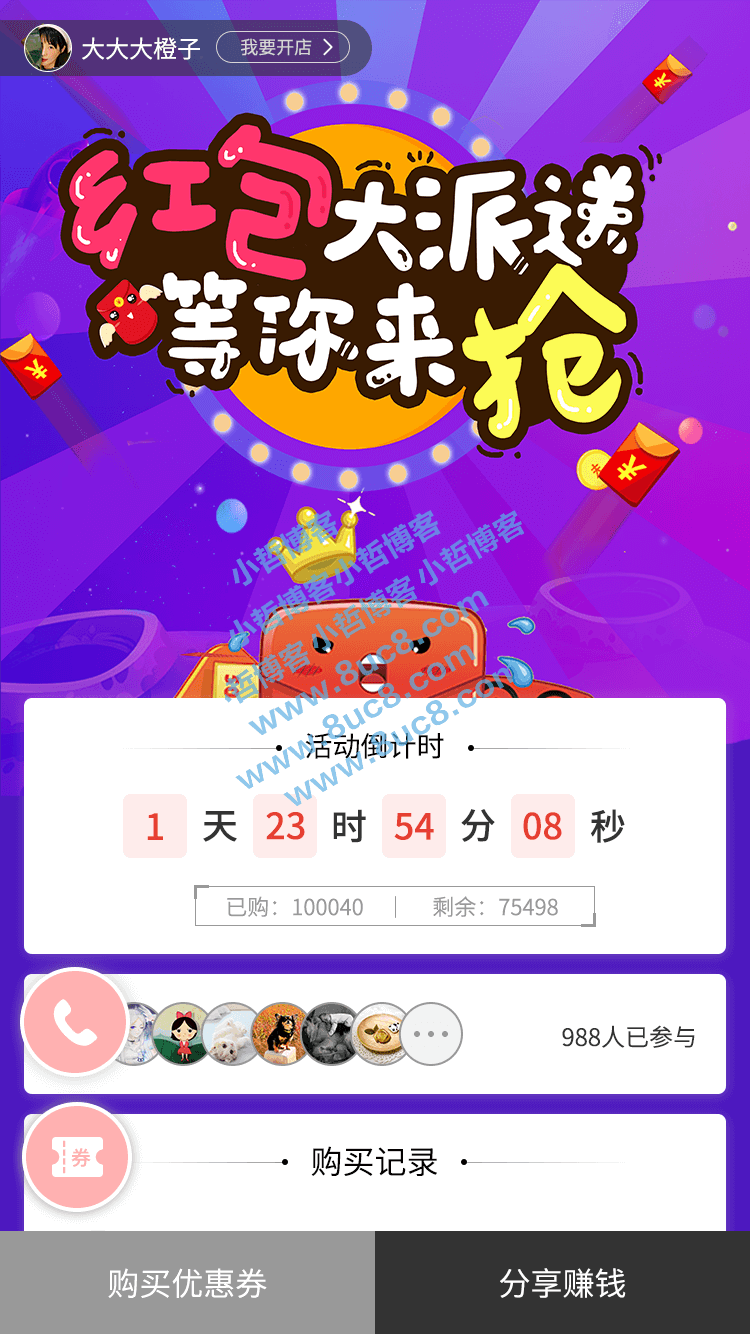 大大大橙子 我要开店
红包大派送
等你来抢
小哲博客
小哲博客小哲博客
小哲博客小哲博客
哲博客
www.8uc8.com
www.8uc8.com
www.8uc8.com
活动倒计时
1 天 23 时 54 分 08 秒
已购：100040 剩余：75498
988人已参与
券
购买记录
购买优惠券 分享赚钱